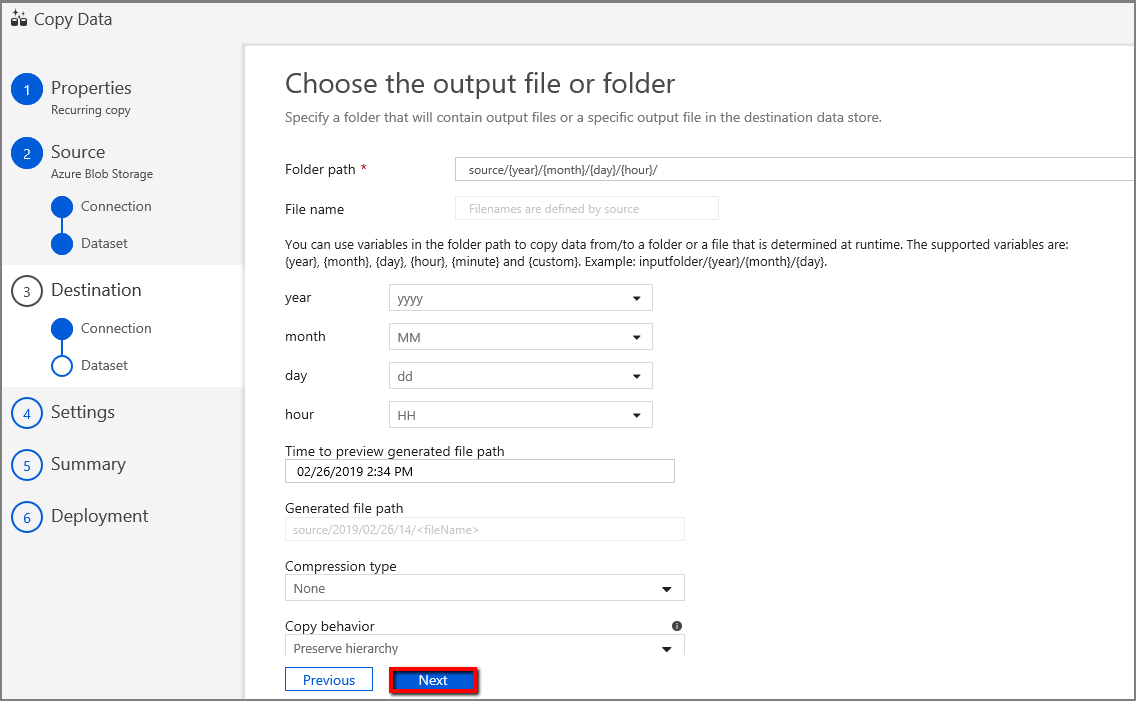 Copy Data
1 Properties
Recurring copy
2 Source
Azure Blob Storage
Connection
Dataset
3 Destination
Connection
Dataset
4 Settings
5 Summary
6 Deployment
Choose the output file or folder
Specify a folder that will contain output files or a specific output file in the destination data store.
Folder path * source/{year}/{month}/{day}/{hour}/
File name Filenames are defined by source
You can use variables in the folder path to copy data from/to a folder or a file that is determined at runtime. The supported variables are:
{year}, {month}, {day}, {hour}, {minute} and {custom}. Example: inputfolder/{year}/{month}/{day}.
year yyyy
month MM
day dd
hour HH
Time to preview generated file path
02/26/2019 2:34 PM
Generated file path
source/2019/02/26/14/<fileName>
Compression type
None
Copy behavior
Preserve hierarchy
Previous Next